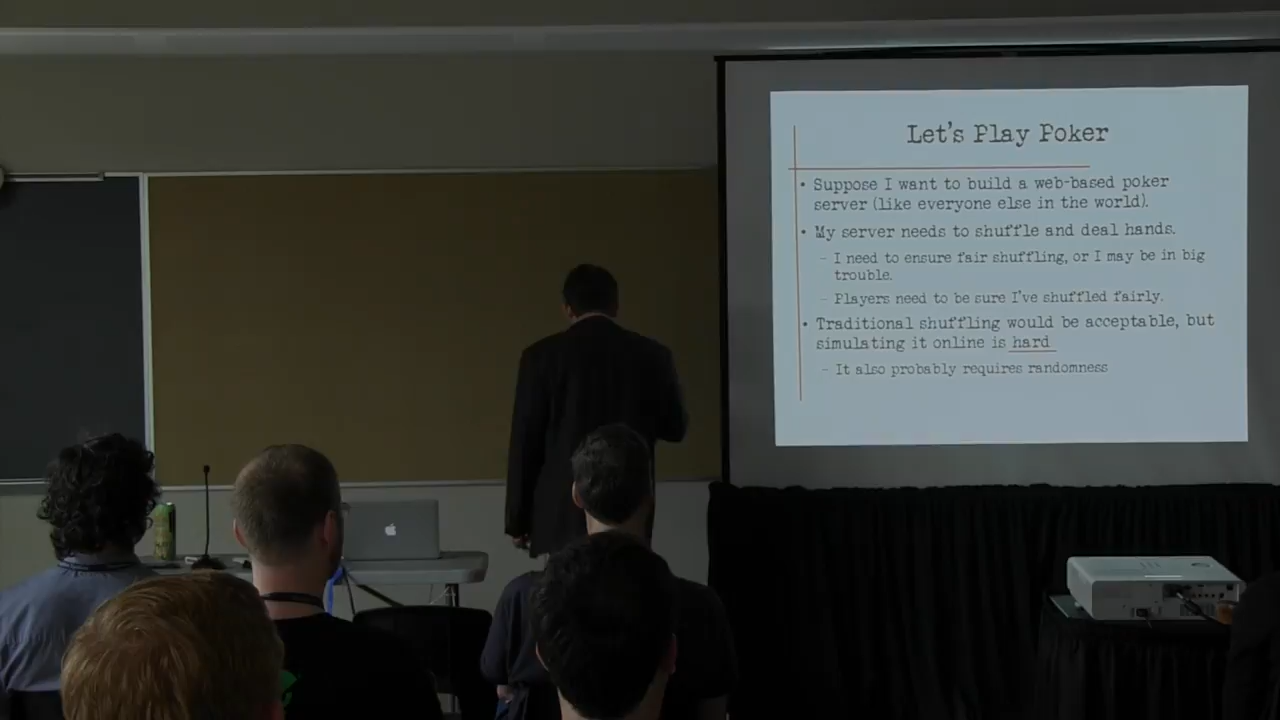 Let's Play Poker
• Suppose I want to build a web-based poker
server (like everyone else in the world).
• My server needs to shuffle and deal hands.
– I need to ensure fair shuffling, or I may be in big
trouble.
– Players need to be sure I've shuffled fairly.
• Traditional shuffling would be acceptable, but
simulating it online is hard
– It also probably requires randomness